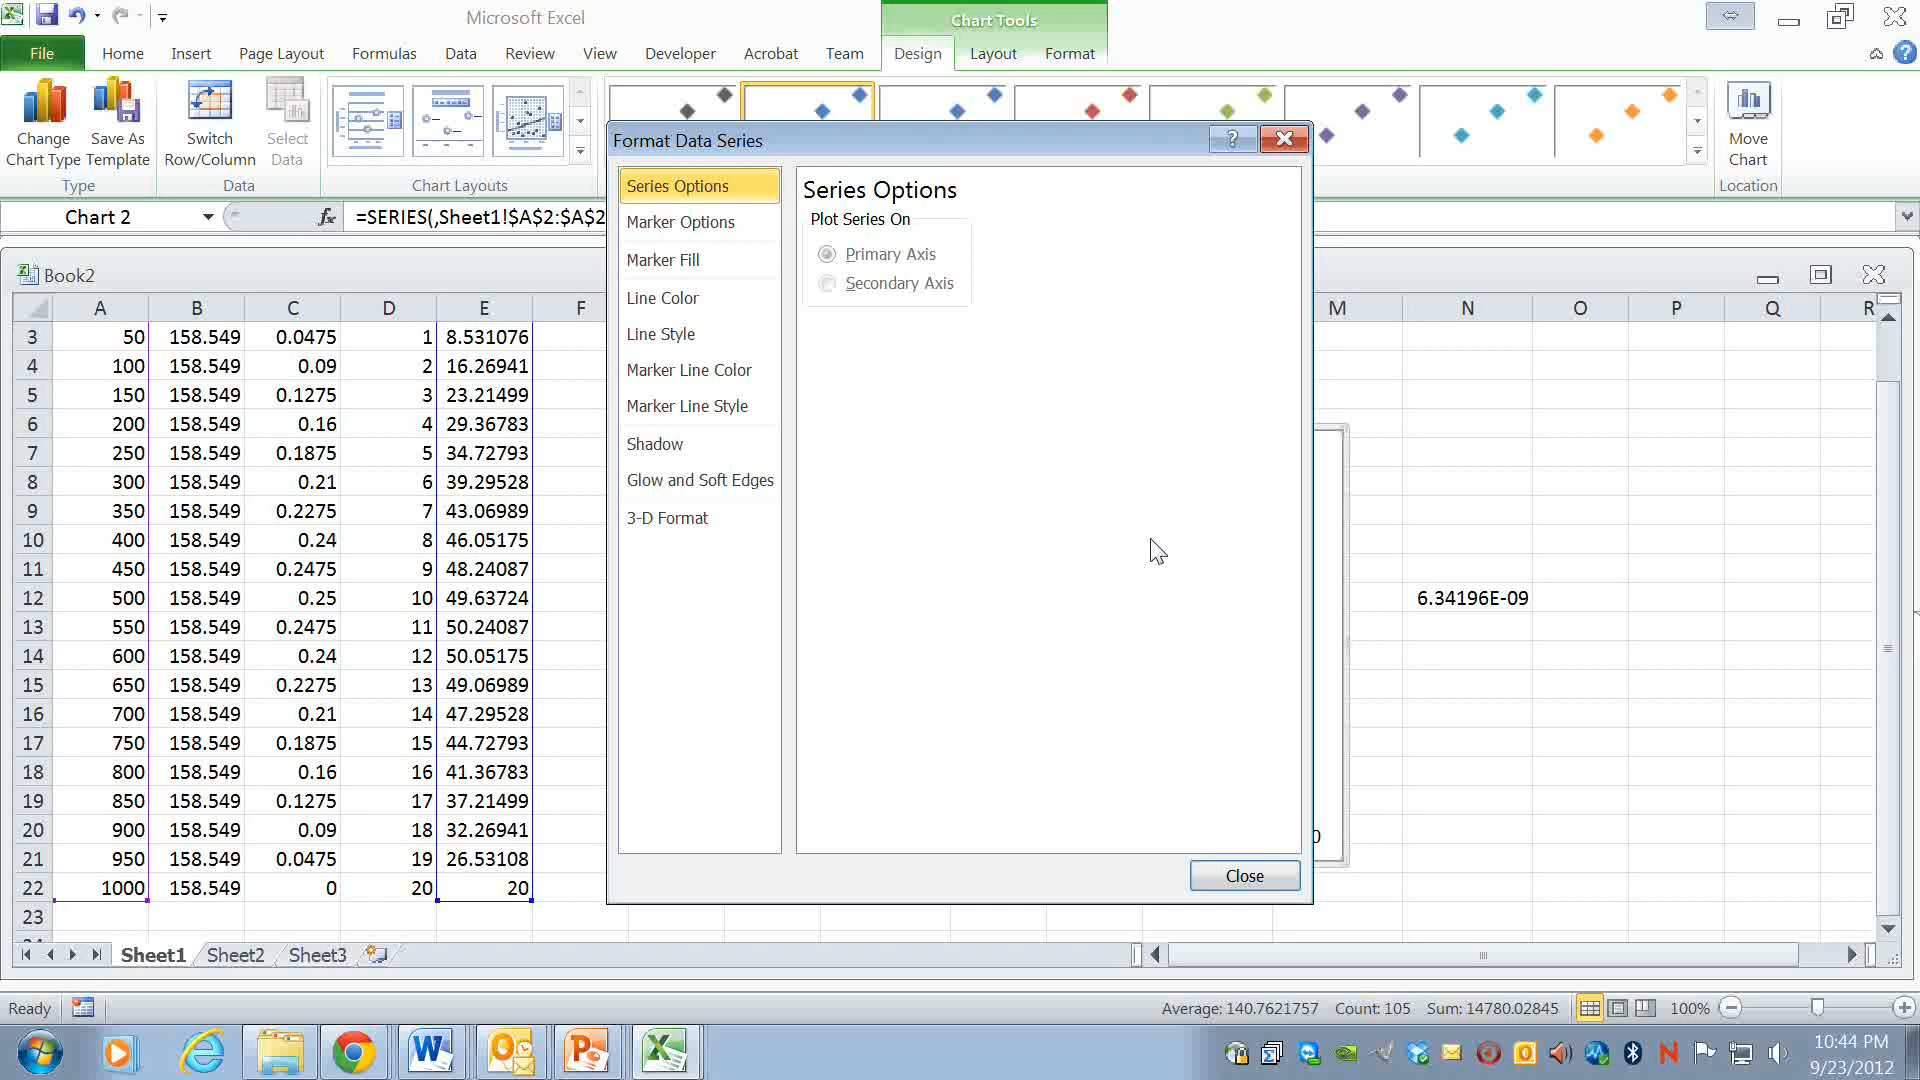 Microsoft Excel
Chart Tools
File Home Insert Page Layout Formulas Data Review View Developer Acrobat Team Design Layout Format
Change Chart Type
Save As Template
Switch Row/Column
Select Data
Move Chart
Type
Data
Chart Layouts
Location
Chart 2
fx
=SERIES(,Sheet1!$A$2:$A$2
Book2
Format Data Series
Series Options
Marker Options
Marker Fill
Line Color
Line Style
Marker Line Color
Marker Line Style
Shadow
Glow and Soft Edges
3-D Format
Series Options
Plot Series On
Primary Axis
Secondary Axis
Close
A B C D E F M N O P Q R
3 50 158.549 0.0475 1 8.531076
4 100 158.549 0.09 2 16.26941
5 150 158.549 0.1275 3 23.21499
6 200 158.549 0.16 4 29.36783
7 250 158.549 0.1875 5 34.72793
8 300 158.549 0.21 6 39.29528
9 350 158.549 0.2275 7 43.06989
10 400 158.549 0.24 8 46.05175
11 450 158.549 0.2475 9 48.24087
12 500 158.549 0.25 10 49.63724 6.34196E-09
13 550 158.549 0.2475 11 50.24087
14 600 158.549 0.24 12 50.05175
15 650 158.549 0.2275 13 49.06989
16 700 158.549 0.21 14 47.29528
17 750 158.549 0.1875 15 44.72793
18 800 158.549 0.16 16 41.36783
19 850 158.549 0.1275 17 37.21499
20 900 158.549 0.09 18 32.26941 0
21 950 158.549 0.0475 19 26.53108
22 1000 158.549 0 20 20
23
Sheet1 Sheet2 Sheet3
Ready
Average: 140.7621757 Count: 105 Sum: 14780.02845 100%
10:44 PM
9/23/2012